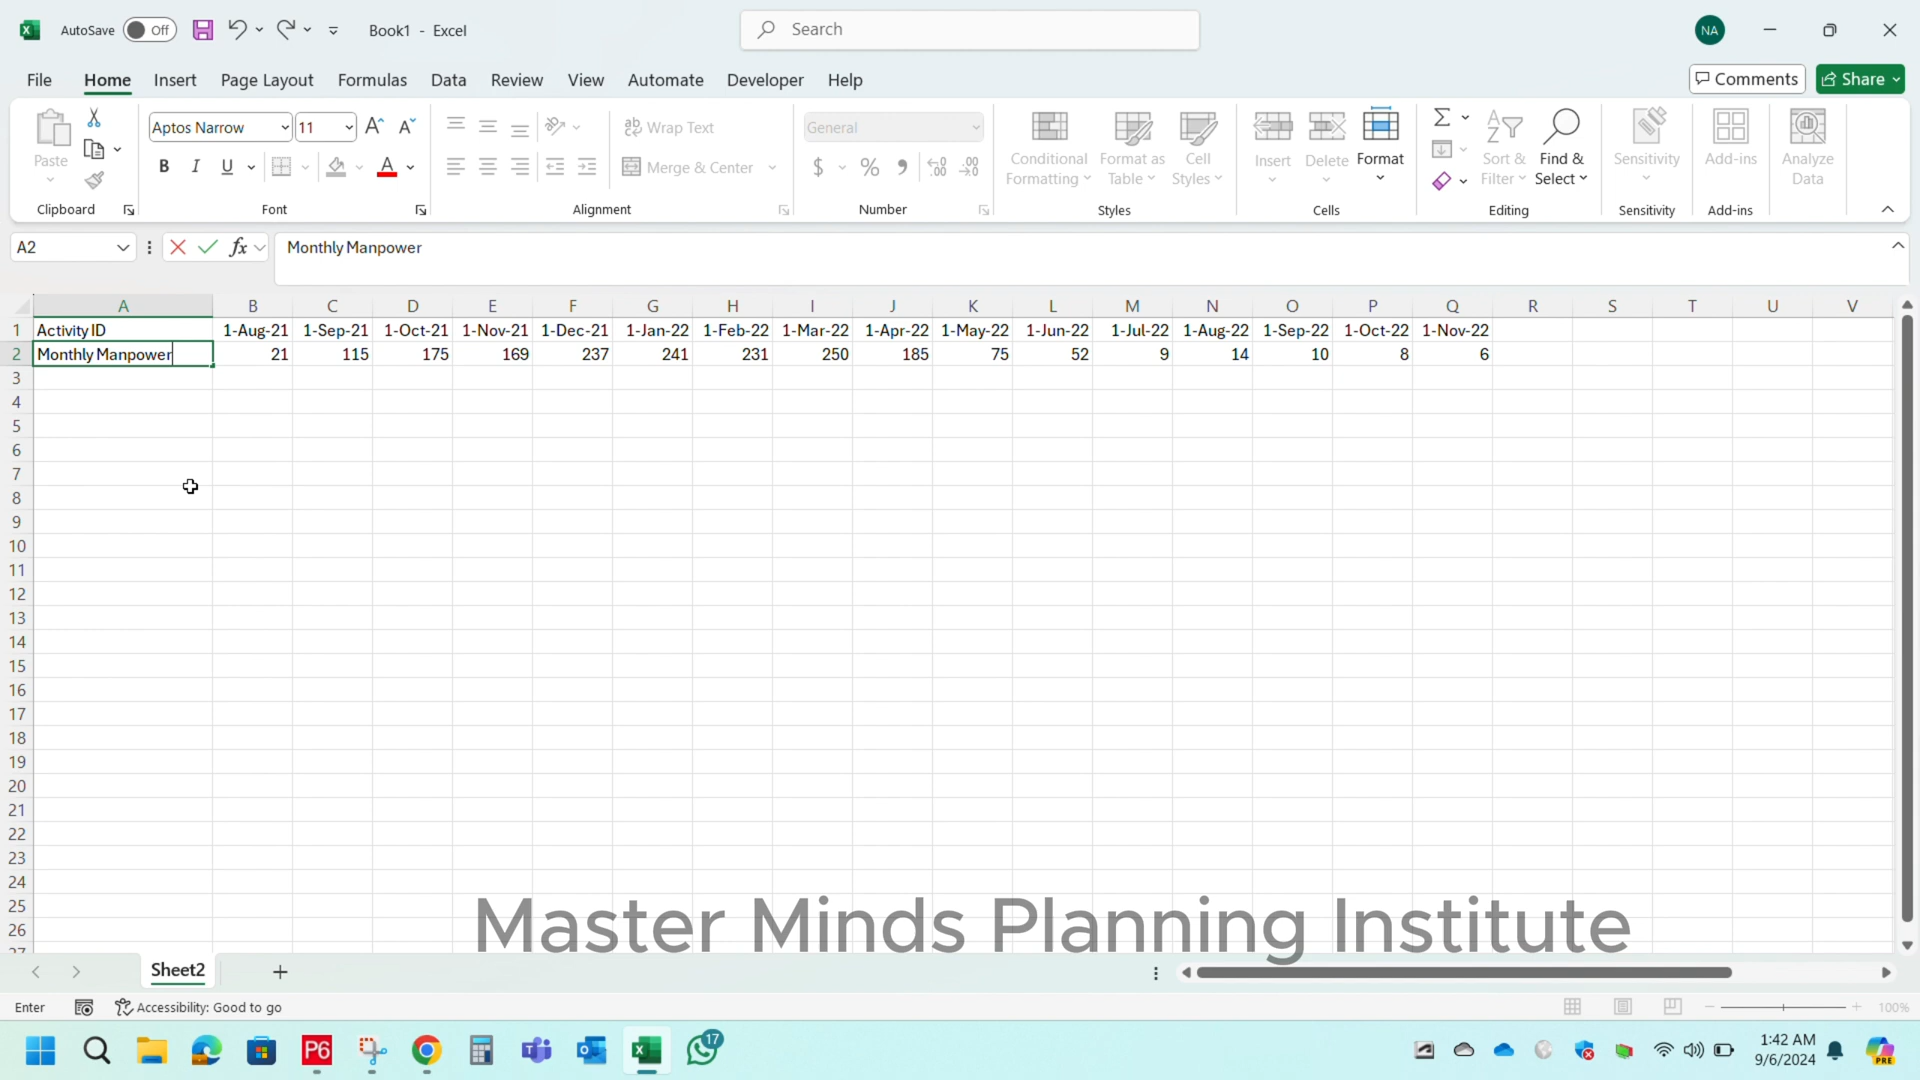 AutoSave Off Book1 - Excel Search NA
File Home Insert Page Layout Formulas Data Review View Automate Developer Help Comments Share
Paste Aptos Narrow 11 Wrap Text General Conditional Formatting Format as Table Cell Styles Insert Delete Format Sort & Filter Find & Select Sensitivity Add-ins Analyze Data
B I U Merge & Center $ %
Clipboard Font Alignment Number Styles Cells Editing Sensitivity Add-ins
A2 fx Monthly Manpower
A B C D E F G H I J K L M N O P Q R S T U V
1 Activity ID 1-Aug-21 1-Sep-21 1-Oct-21 1-Nov-21 1-Dec-21 1-Jan-22 1-Feb-22 1-Mar-22 1-Apr-22 1-May-22 1-Jun-22 1-Jul-22 1-Aug-22 1-Sep-22 1-Oct-22 1-Nov-22
2 Monthly Manpower 21 115 175 169 237 241 231 250 185 75 52 9 14 10 8 6
3
4
5
6
7
8
9
10
11
12
13
14
15
16
17
18
19
20
21
22
23
24
25
26
27
Master Minds Planning Institute
Sheet2
Enter Accessibility: Good to go 100%
P6 17 1:42 AM
9/6/2024
PRE